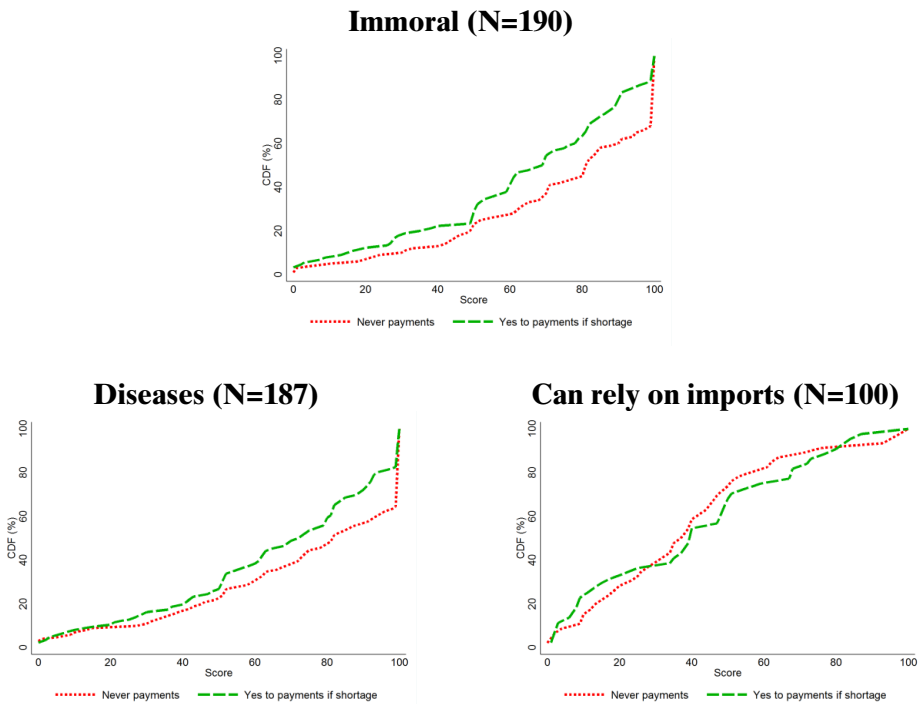 Immoral (N=190)
CDF (%)
0 20 40 60 80 100
0 20 40 60 80 100
Score
Never payments Yes to payments if shortage
Diseases (N=187)
CDF (%)
0 20 40 60 80 100
0 20 40 60 80 100
Score
Never payments Yes to payments if shortage
Can rely on imports (N=100)
CDF (%)
0 20 40 60 80 100
0 20 40 60 80 100
Score
Never payments Yes to payments if shortage